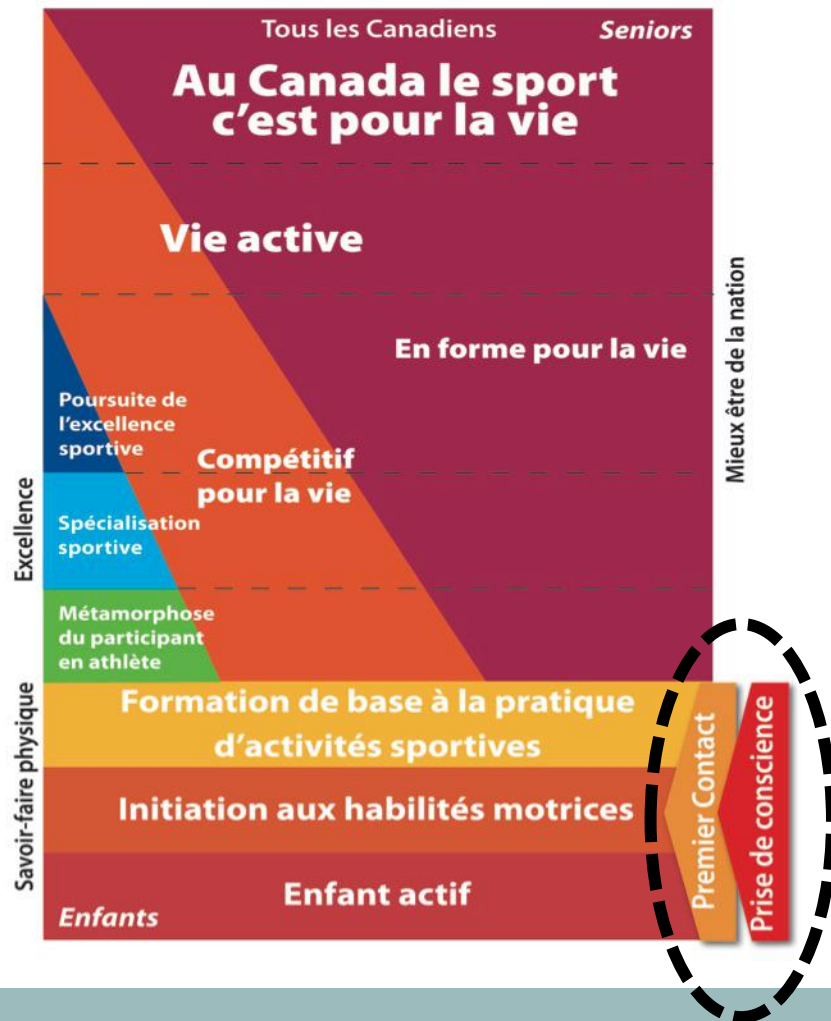 Tous les Canadiens
Seniors
Au Canada le sport
c'est pour la vie
Vie active
En forme pour la vie
Mieux être de la nation
Poursuite de
l'excellence
sportive
Compétitif
pour la vie
Excellence
Spécialisation
sportive
Métamorphose
du participant
en athlète
Savoir-faire physique
Formation de base à la pratique
d'activités sportives
Initiation aux habilités motrices
Enfant actif
Enfants
Premier Contact
Prise de conscience